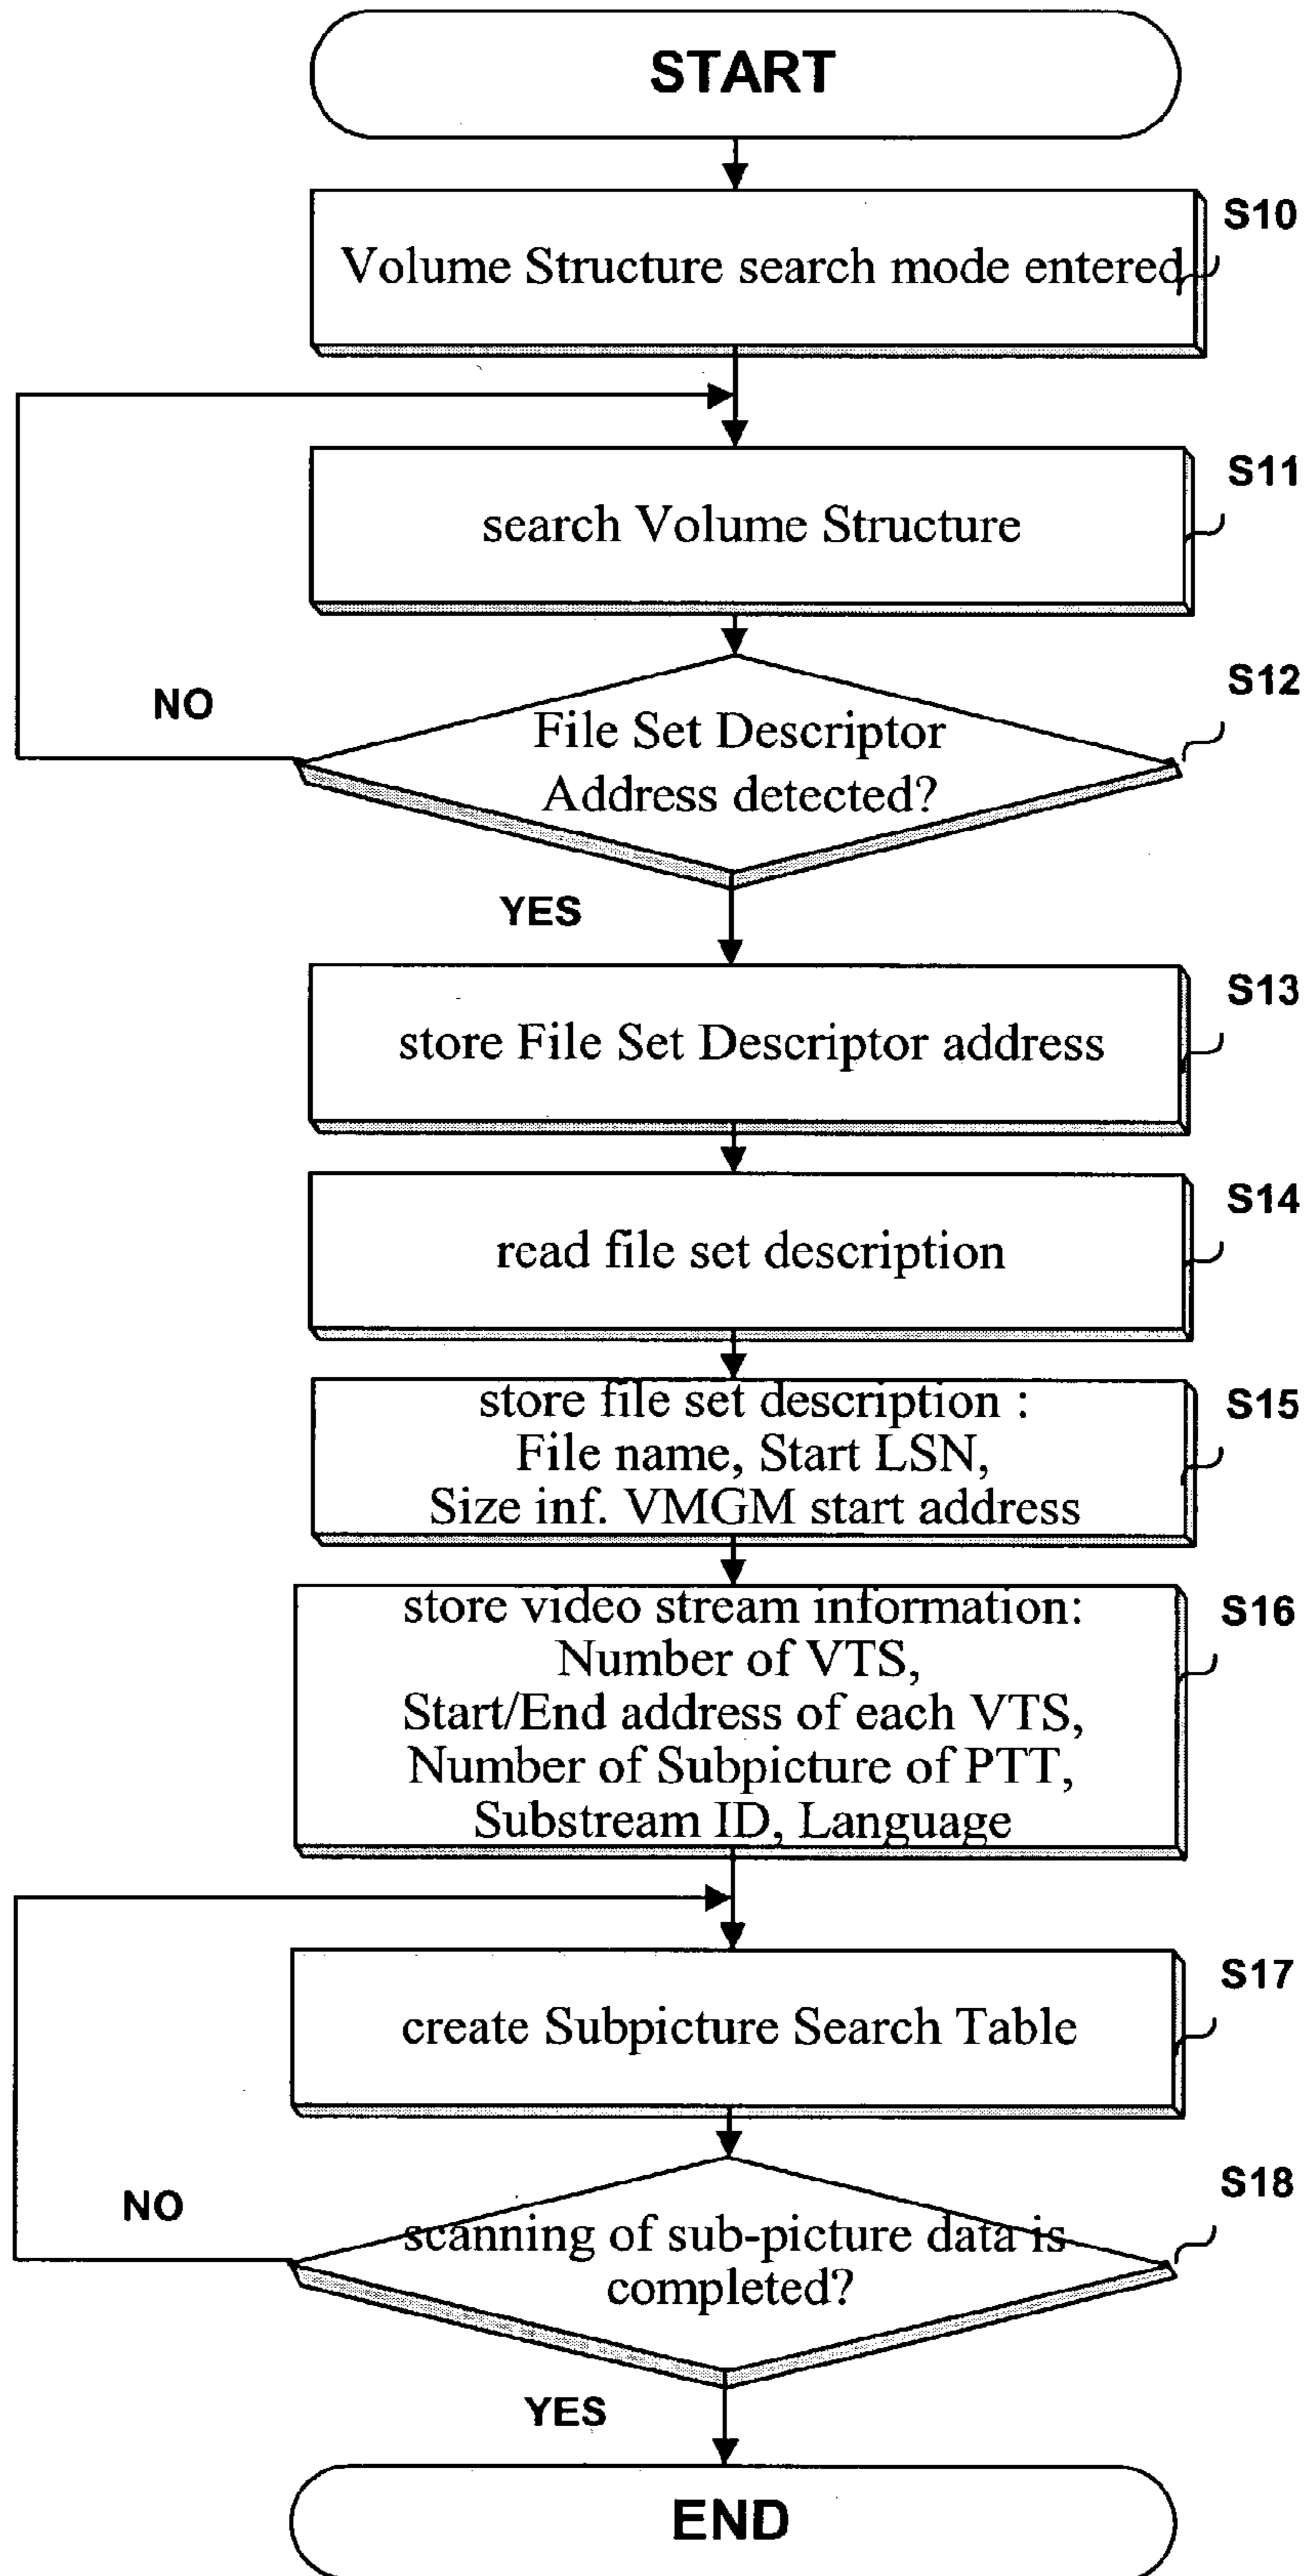 START
S10
Volume Structure search mode entered
S11
search Volume Structure
S12
NO
File Set Descriptor
Address detected?
YES
S13
store File Set Descriptor address
S14
read file set description
S15
store file set description :
File name, Start LSN,
Size inf. VMGM start address
S16
store video stream information:
Number of VTS,
Start/End address of each VTS,
Number of Subpicture of PTT,
Substream ID, Language
S17
create Subpicture Search Table
S18
NO
scanning of sub-picture data is
completed?
YES
END